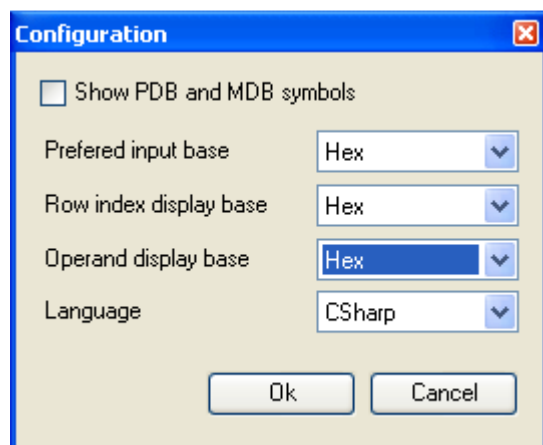 Configuration
Show PDB and MDB symbols
Prefered input base Hex
Row index display base Hex
Operand display base Hex
Language CSharp
Ok Cancel